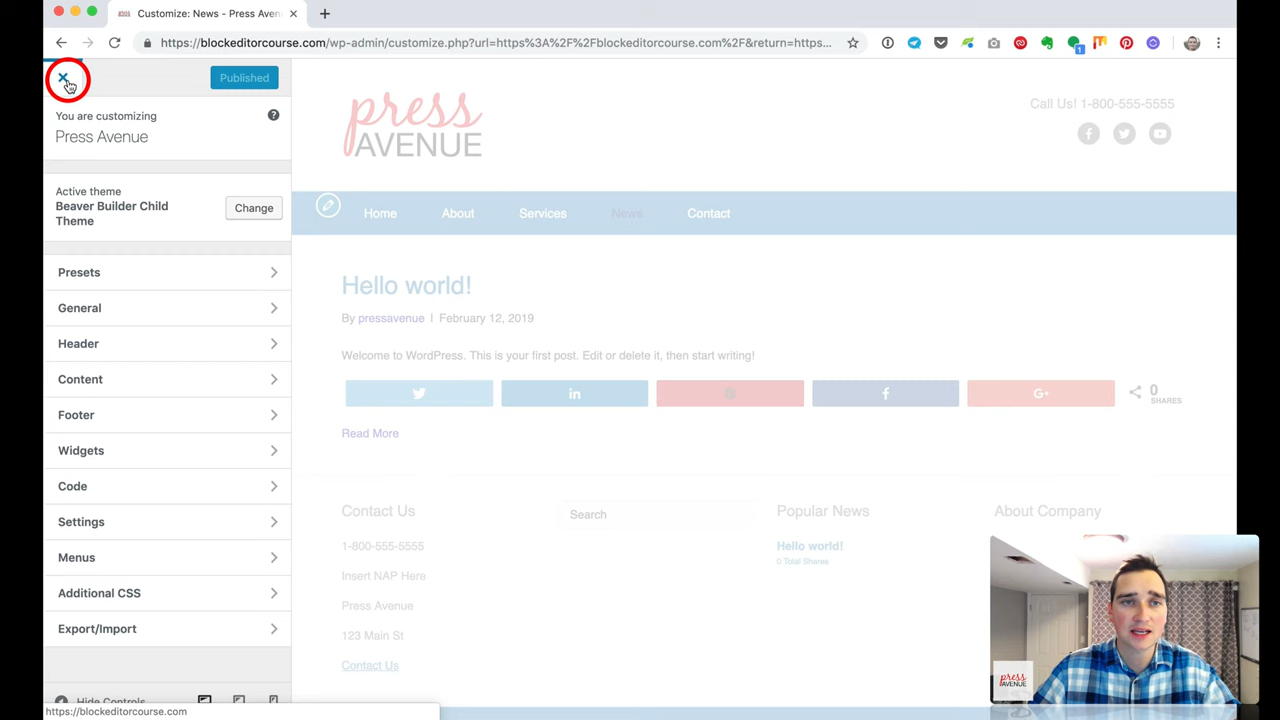 Customize: News - Press Aven
https://blockeditorcourse.com/wp-admin/customize.php?url=https%3A%2F%2Fblockeditorcourse.com%2F&return=https...
1
Published
You are customizing
Press Avenue
Active theme
Beaver Builder Child
Theme
Change
Presets
General
Header
Content
Footer
Widgets
Code
Settings
Menus
Additional CSS
Export/Import
Hide Controls
https://blockeditorcourse.com
press
AVENUE
Call Us! 1-800-555-5555
Home About Services News Contact
Hello world!
By pressavenue | February 12, 2019
Welcome to WordPress. This is your first post. Edit or delete it, then start writing!
0
SHARES
Read More
Contact Us
1-800-555-5555
Insert NAP Here
Press Avenue
123 Main St
Contact Us
Search
Popular News
Hello world!
0 Total Shares
About Company
press
AVENUE